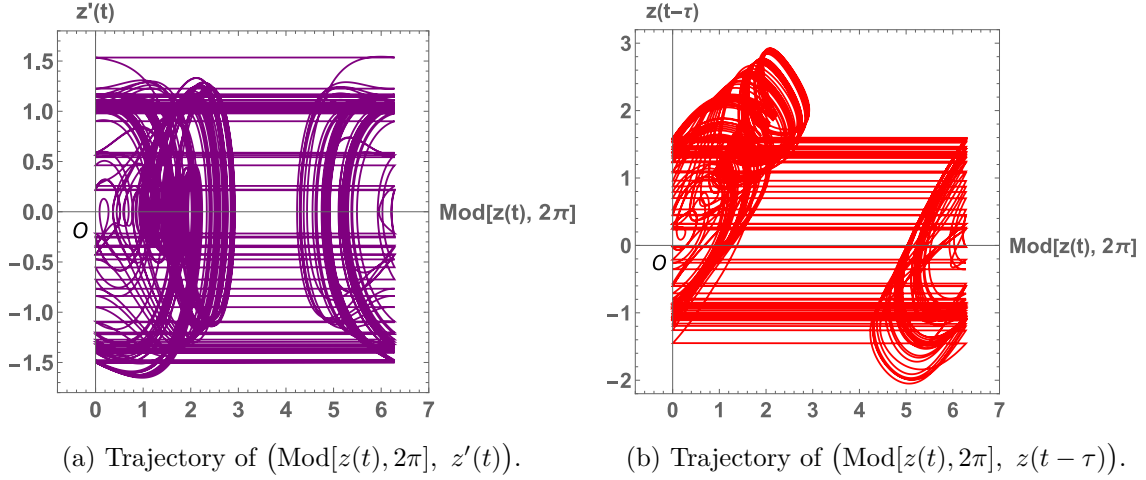 z'(t)
1.5
1.0
0.5
0.0
-0.5
-1.0
-1.5
O
Mod[z(t), 2π]
0 1 2 3 4 5 6 7
(a) Trajectory of (Mod[z(t), 2π], z′(t)).
z(t-τ)
3
2
1
0
-1
-2
O
Mod[z(t), 2π]
0 1 2 3 4 5 6 7
(b) Trajectory of (Mod[z(t), 2π], z(t − τ)).